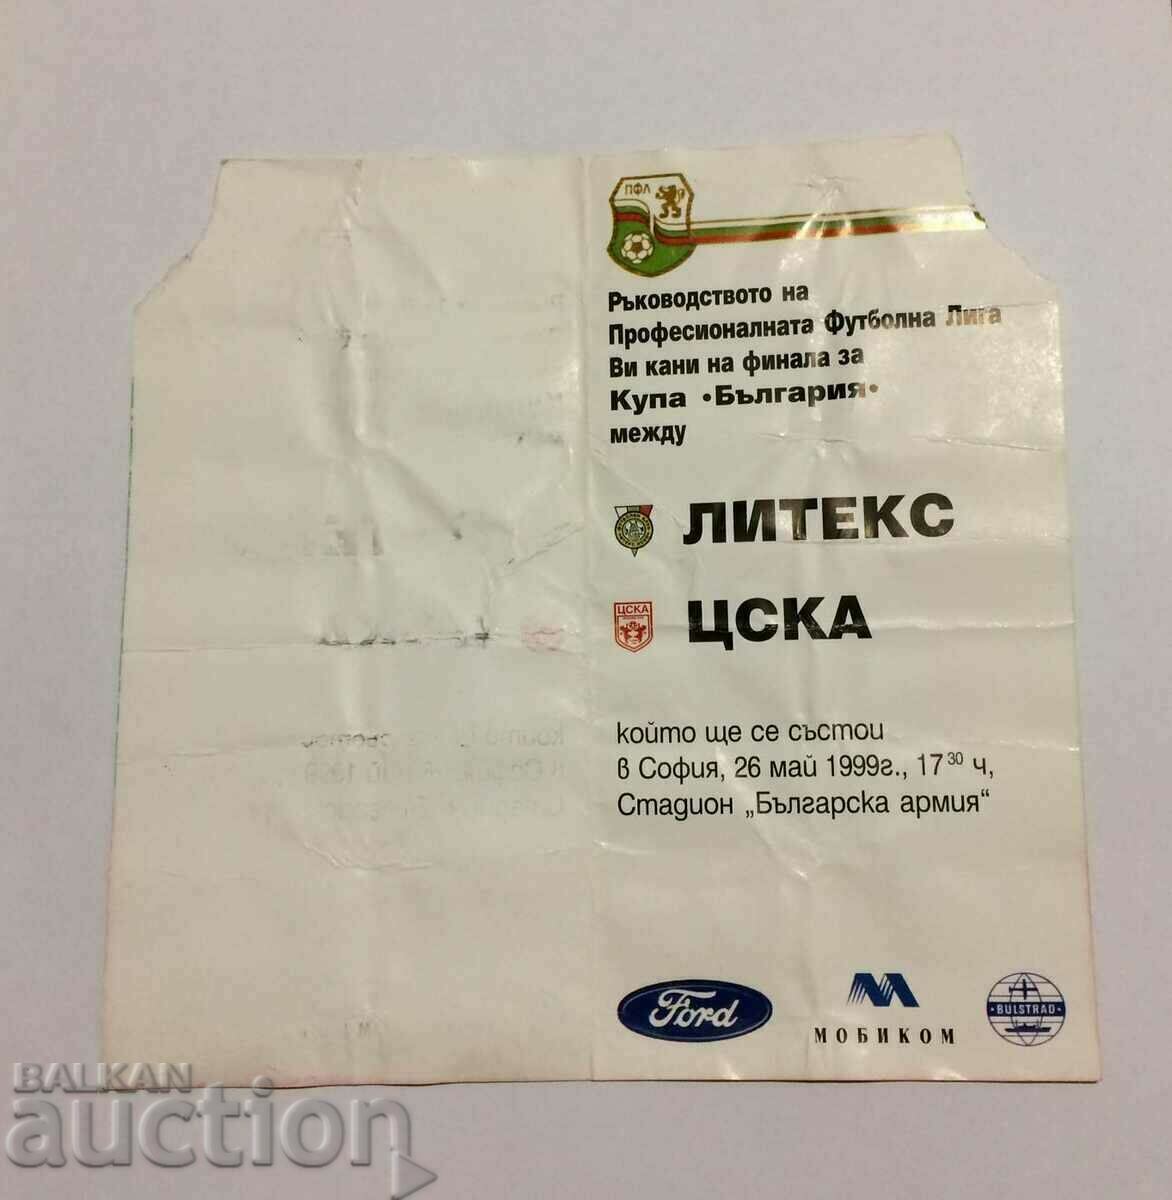 ПФЛ
Ръководството на
Професионалната Футболна Лига
Ви кани на финала за
Купа •България•
между
ЛИТЕКС
ЦСКА
ЦСКА
който ще се състои
в София, 26 май 1999г., 17 30 ч,
Стадион „Българска армия“
Ford
МОБИКОМ
BULSTRAD
BALKAN
auction